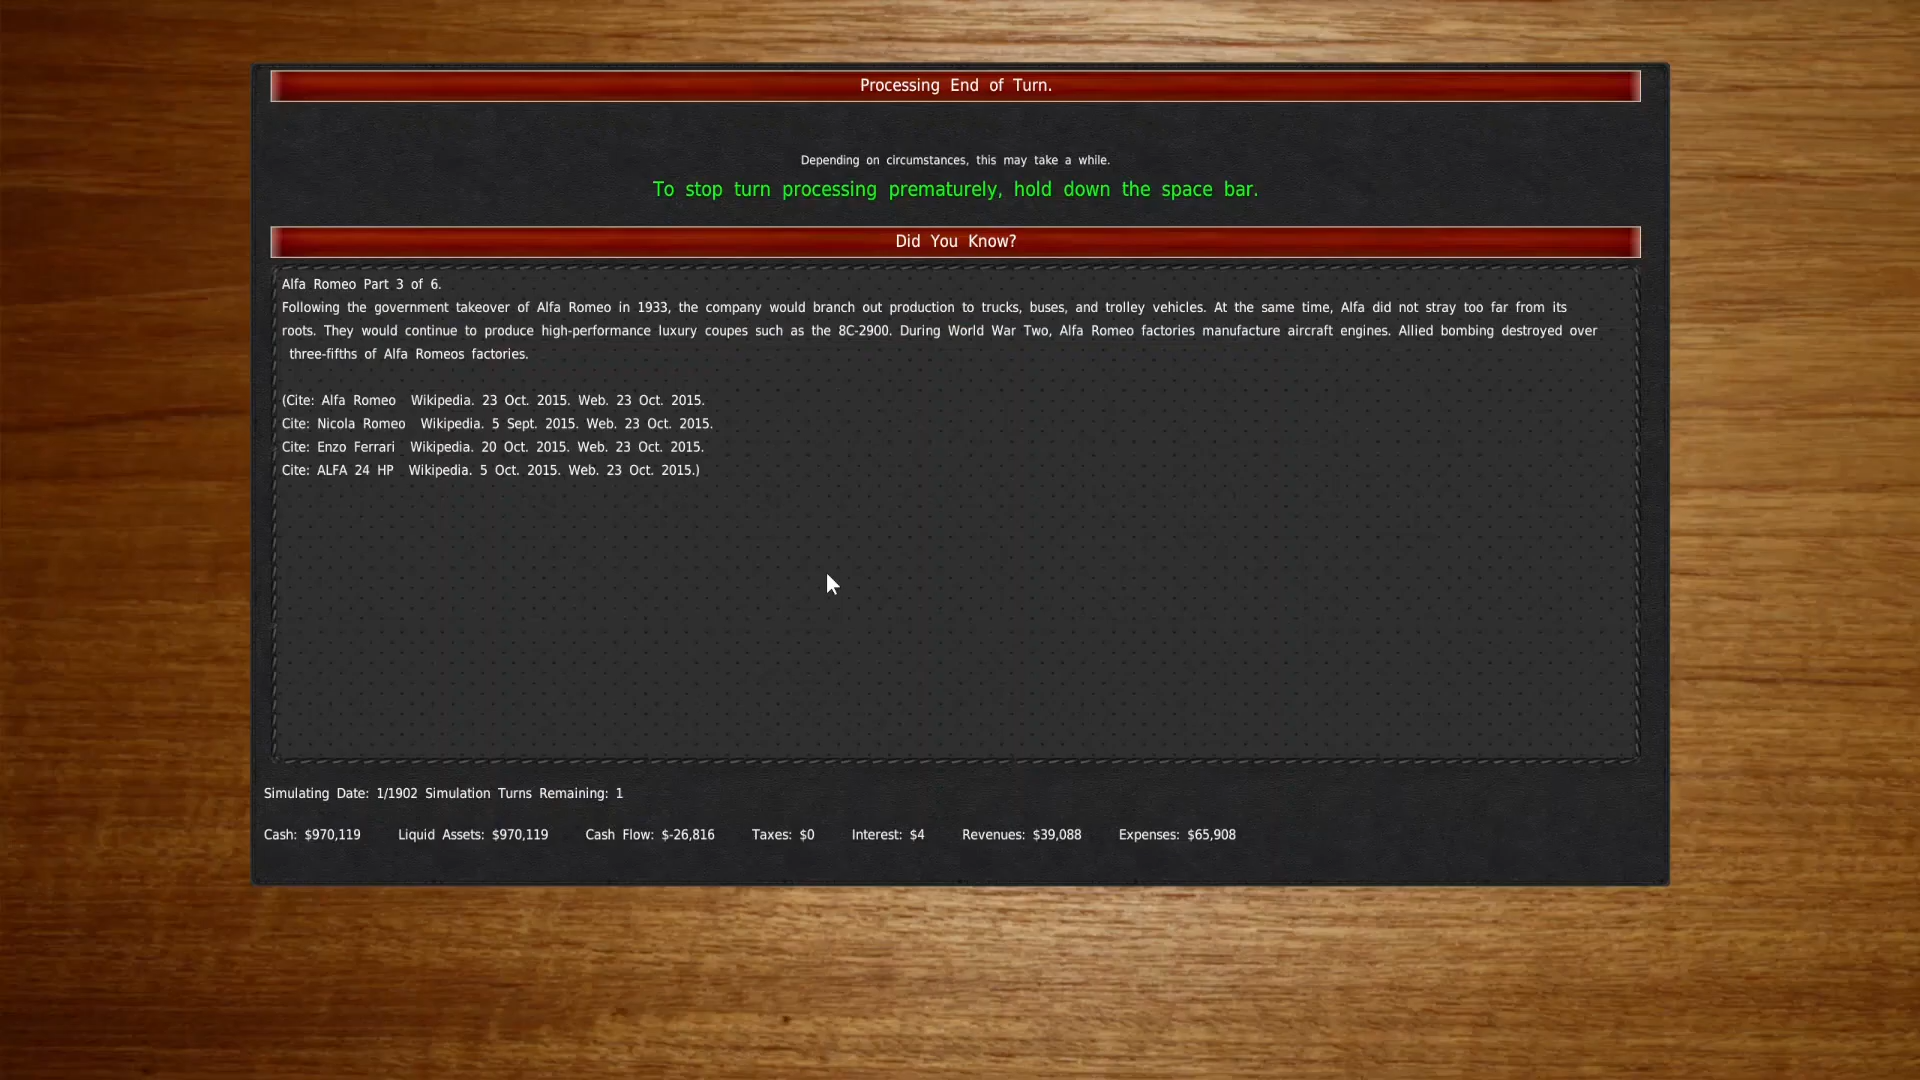 Processing End of Turn.
Depending on circumstances, this may take a while.
To stop turn processing prematurely, hold down the space bar.
Did You Know?
Alfa Romeo Part 3 of 6.
Following the government takeover of Alfa Romeo in 1933, the company would branch out production to trucks, buses, and trolley vehicles. At the same time, Alfa did not stray too far from its
roots. They would continue to produce high-performance luxury coupes such as the 8C-2900. During World War Two, Alfa Romeo factories manufacture aircraft engines. Allied bombing destroyed over
three-fifths of Alfa Romeos factories.
(Cite: Alfa Romeo Wikipedia. 23 Oct. 2015. Web. 23 Oct. 2015.
Cite: Nicola Romeo Wikipedia. 5 Sept. 2015. Web. 23 Oct. 2015.
Cite: Enzo Ferrari Wikipedia. 20 Oct. 2015. Web. 23 Oct. 2015.
Cite: ALFA 24 HP Wikipedia. 5 Oct. 2015. Web. 23 Oct. 2015.)
Simulating Date: 1/1902 Simulation Turns Remaining: 1
Cash: $970,119 Liquid Assets: $970,119 Cash Flow: $-26,816 Taxes: $0 Interest: $4 Revenues: $39,088 Expenses: $65,908